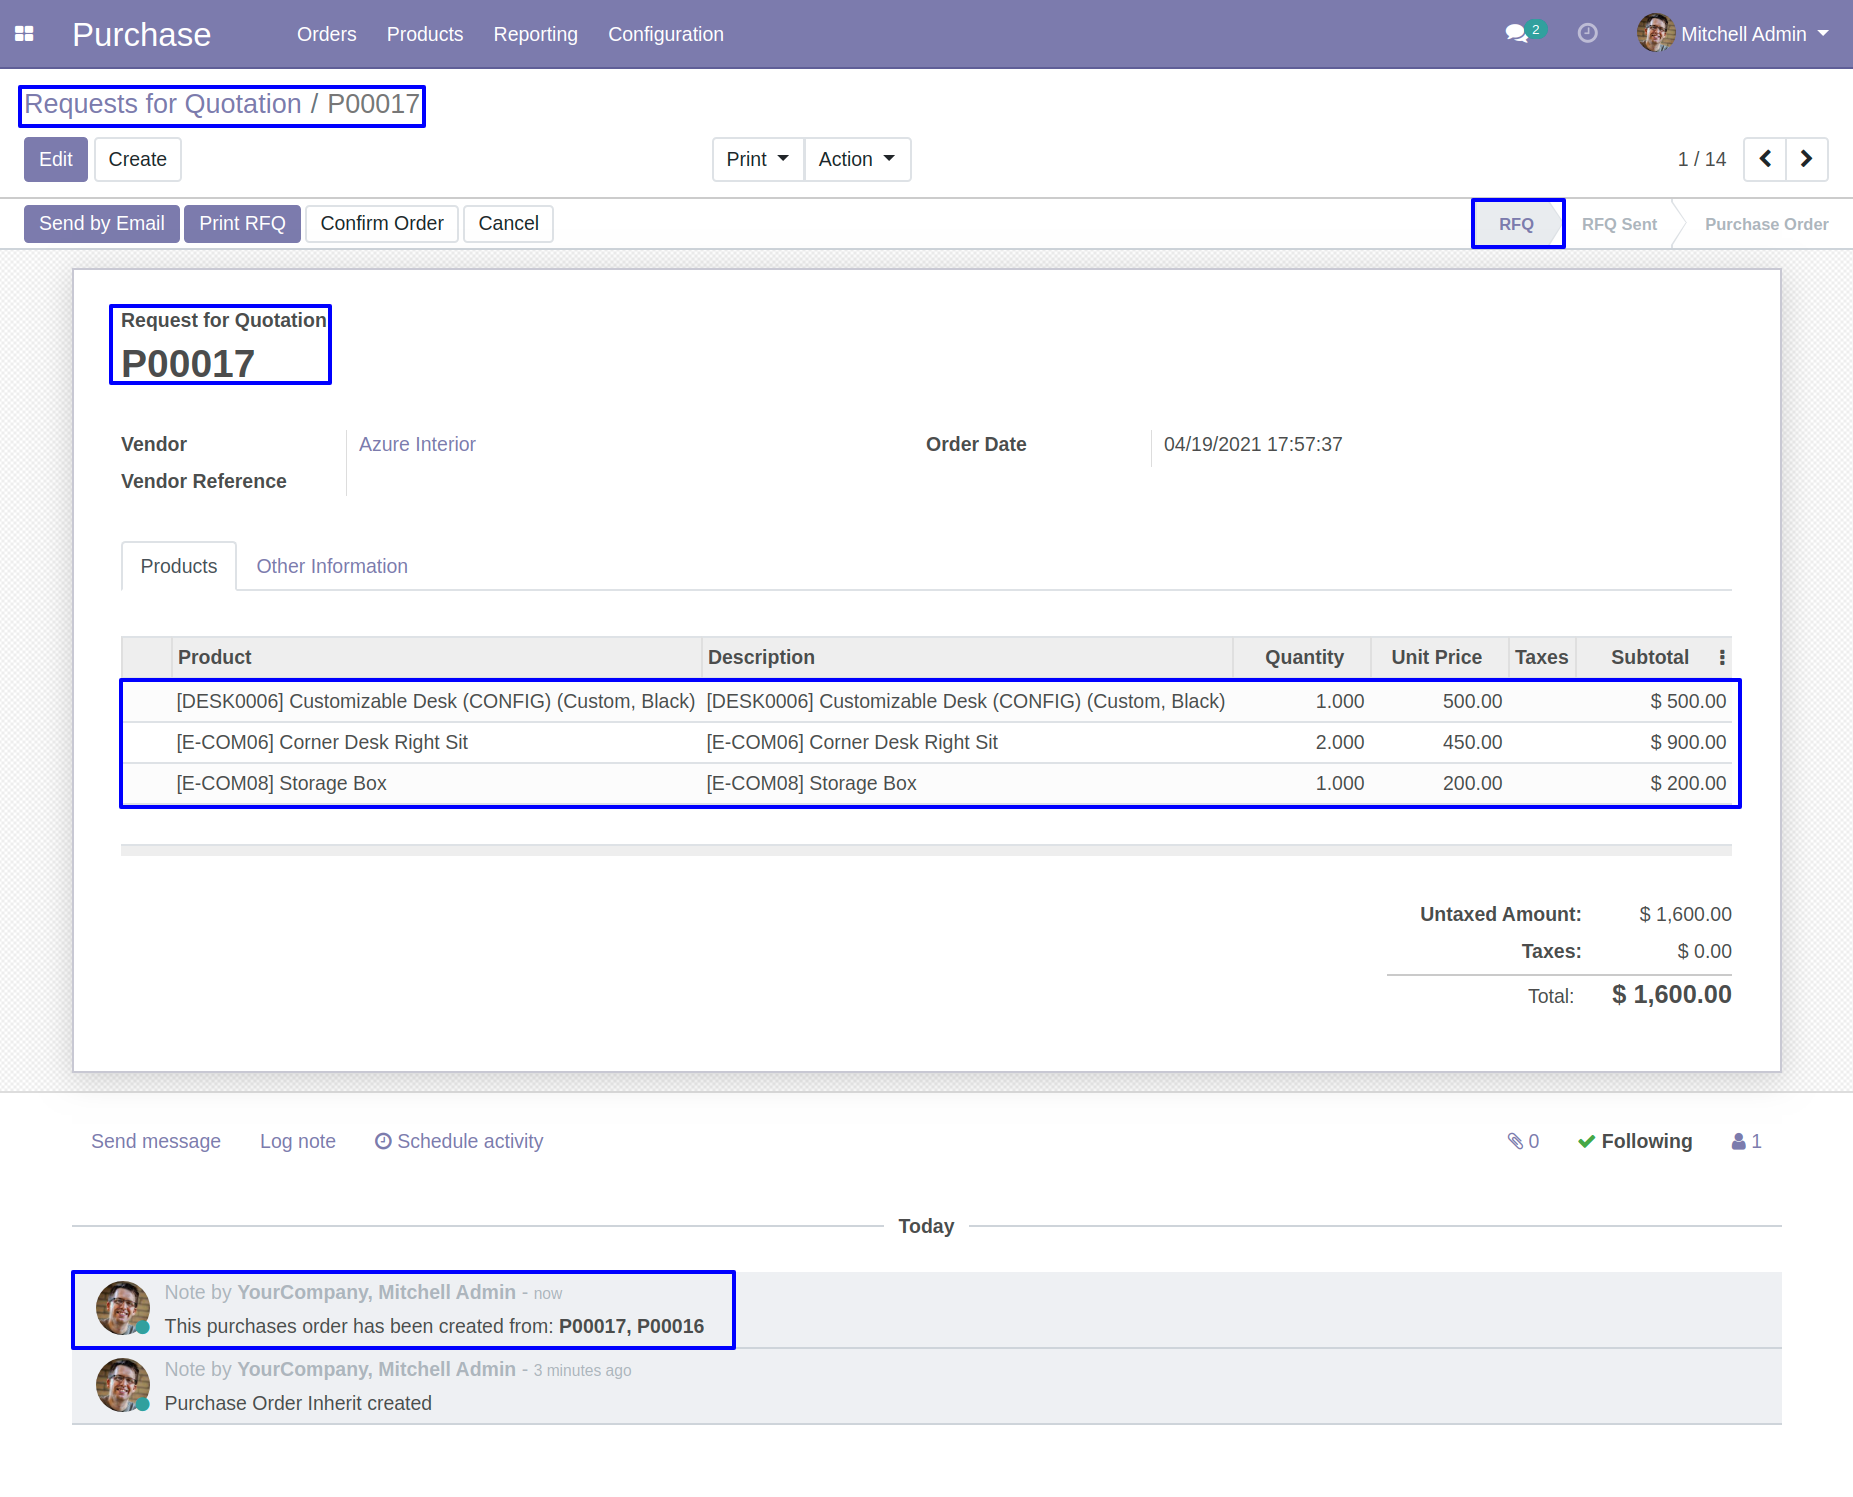 Purchase Orders Products Reporting Configuration 2 Mitchell Admin
Requests for Quotation / P00017
Edit Create Print Action 1 / 14
Send by Email Print RFQ Confirm Order Cancel RFQ RFQ Sent Purchase Order
Request for Quotation
P00017
Vendor Azure Interior Order Date 04/19/2021 17:57:37
Vendor Reference
Products Other Information
Product Description Quantity Unit Price Taxes Subtotal
[DESK0006] Customizable Desk (CONFIG) (Custom, Black) [DESK0006] Customizable Desk (CONFIG) (Custom, Black) 1.000 500.00 $ 500.00
[E-COM06] Corner Desk Right Sit [E-COM06] Corner Desk Right Sit 2.000 450.00 $ 900.00
[E-COM08] Storage Box [E-COM08] Storage Box 1.000 200.00 $ 200.00
Untaxed Amount: $ 1,600.00
Taxes: $ 0.00
Total: $ 1,600.00
Send message Log note Schedule activity 0 Following 1
Today
Note by YourCompany, Mitchell Admin - now
This purchases order has been created from: P00017, P00016
Note by YourCompany, Mitchell Admin - 3 minutes ago
Purchase Order Inherit created